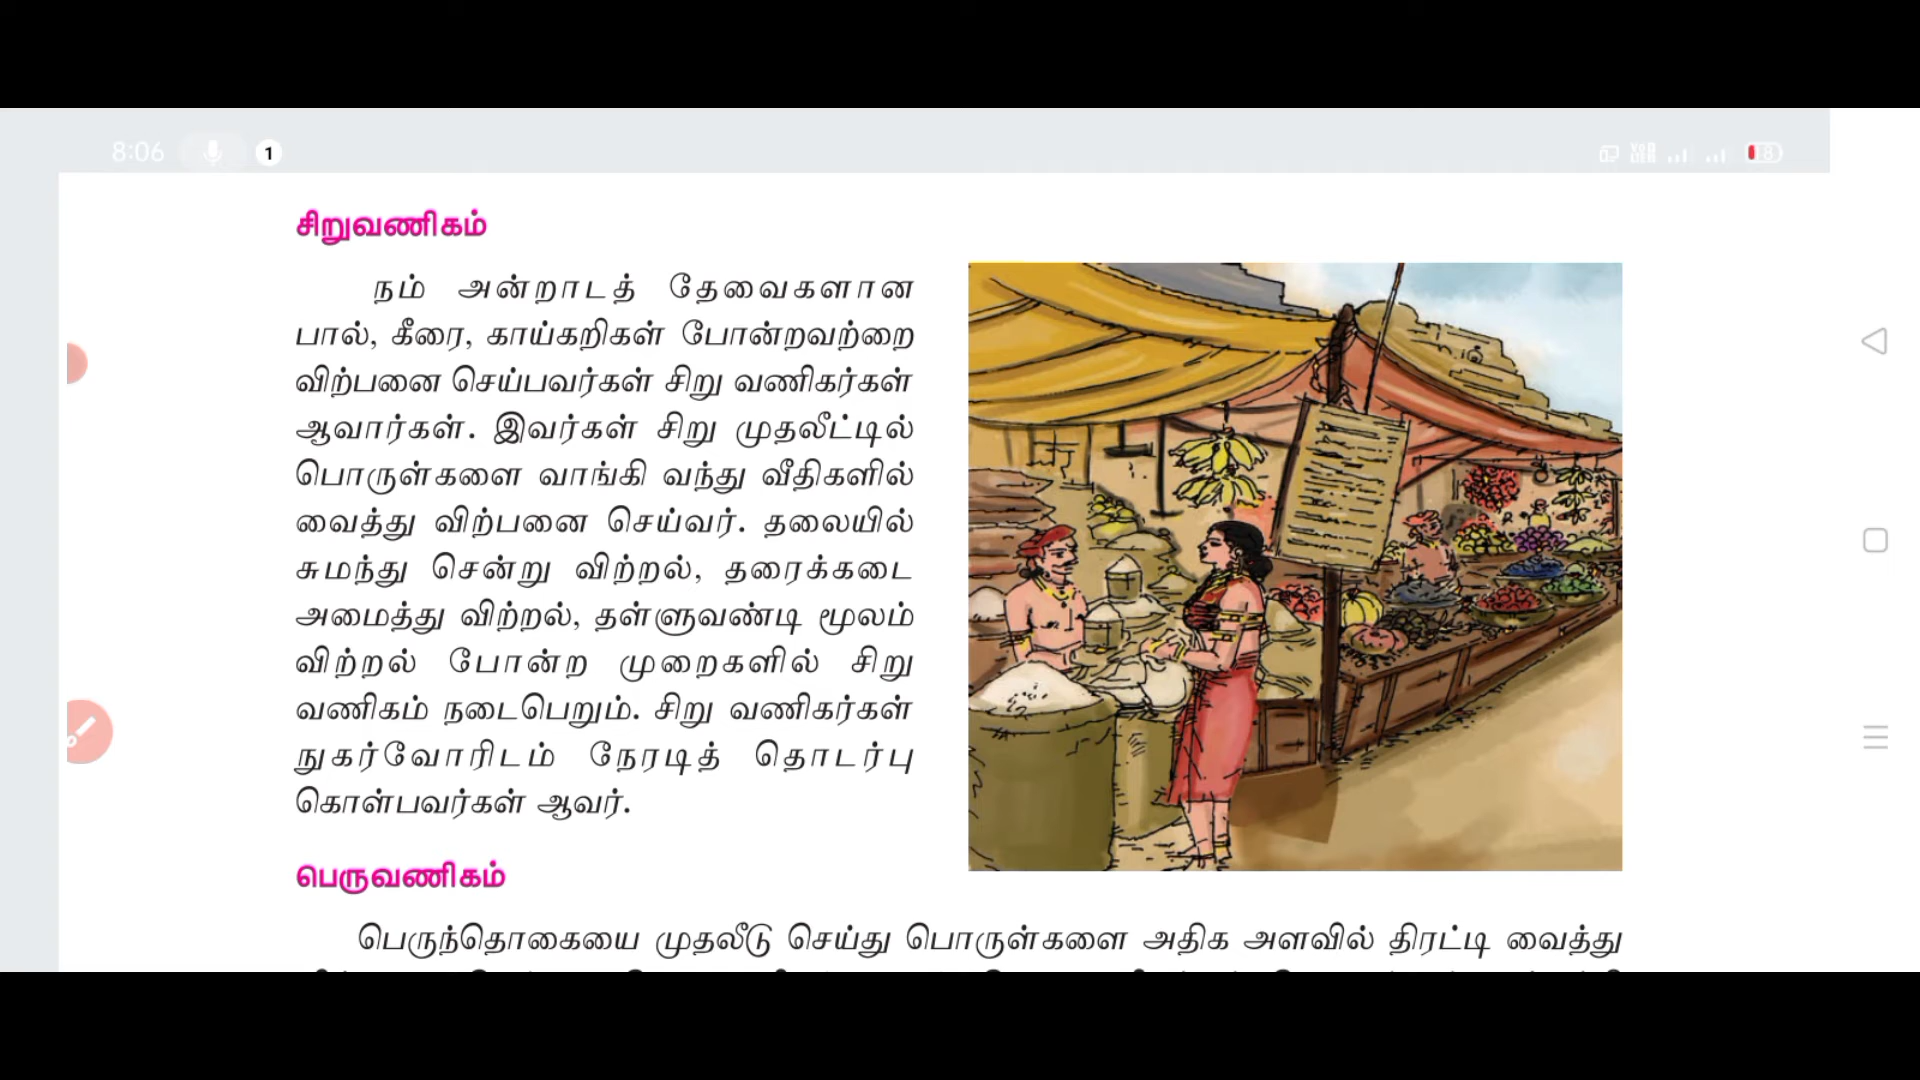 8:06
1
சிறுவணிகம்
நம் அன்றாடத் தேவைகளான
பால், கீரை, காய்கறிகள் போன்றவற்றை
விற்பனை செய்பவர்கள் சிறு வணிகர்கள்
ஆவார்கள். இவர்கள் சிறு முதலீட்டில்
பொருள்களை வாங்கி வந்து வீதிகளில்
வைத்து விற்பனை செய்வர். தலையில்
சுமந்து சென்று விற்றல், தரைக்கடை
அமைத்து விற்றல், தள்ளுவண்டி மூலம்
விற்றல் போன்ற முறைகளில் சிறு
வணிகம் நடைபெறும். சிறு வணிகர்கள்
நுகர்வோரிடம் நேரடித் தொடர்பு
கொள்பவர்கள் ஆவர்.
பெருவணிகம்
பெருந்தொகையை முதலீடு செய்து பொருள்களை அதிக அளவில் திரட்டி வைத்து